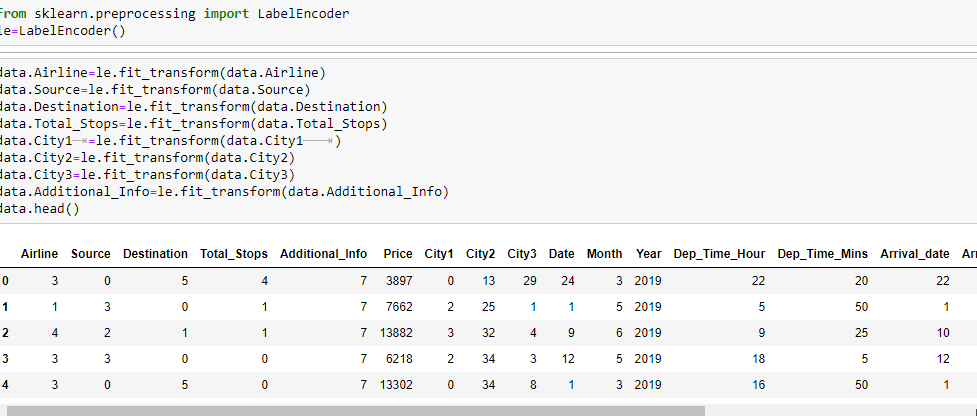 from sklearn.preprocessing import LabelEncoder
le=LabelEncoder()
data.Airline=le.fit_transform(data.Airline)
data.Source=le.fit_transform(data.Source)
data.Destination=le.fit_transform(data.Destination)
data.Total_Stops=le.fit_transform(data.Total_Stops)
data.City1	=le.fit_transform(data.City1	)
data.City2=le.fit_transform(data.City2)
data.City3=le.fit_transform(data.City3)
data.Additional_Info=le.fit_transform(data.Additional_Info)
data.head()
Airline Source Destination Total_Stops Additional_Info Price City1 City2 City3 Date Month Year Dep_Time_Hour Dep_Time_Mins Arrival_date
0 3 0 5 4 7 3897 0 13 29 24 3 2019 22 20 22
1 1 3 0 1 7 7662 2 25 1 1 5 2019 5 50 1
2 4 2 1 1 7 13882 3 32 4 9 6 2019 9 25 10
3 3 3 0 0 7 6218 2 34 3 12 5 2019 18 5 12
4 3 0 5 0 7 13302 0 34 8 1 3 2019 16 50 1